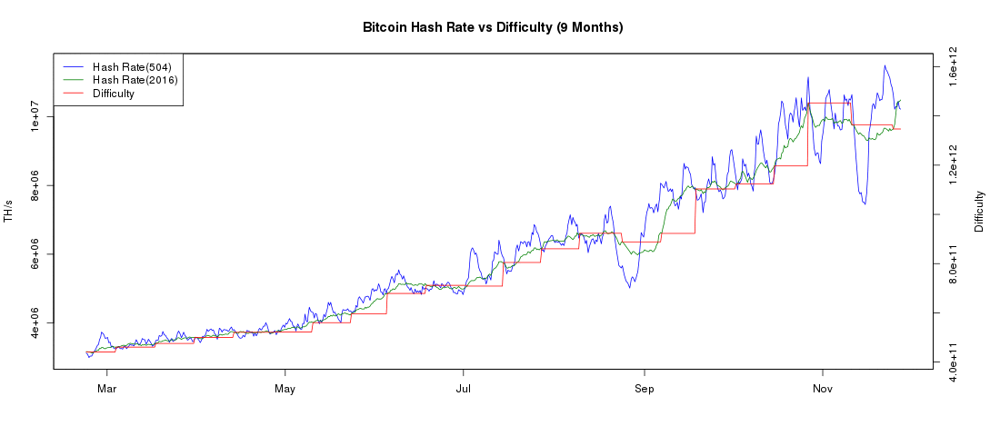 Bitcoin Hash Rate vs Difficulty (9 Months)
Hash Rate(504)
Hash Rate(2016)
Difficulty
1e+07
8e+06
6e+06
4e+06
TH/s
1.6e+12
1.2e+12
8.0e+11
4.0e+11
Difficulty
Mar May Jul Sep Nov